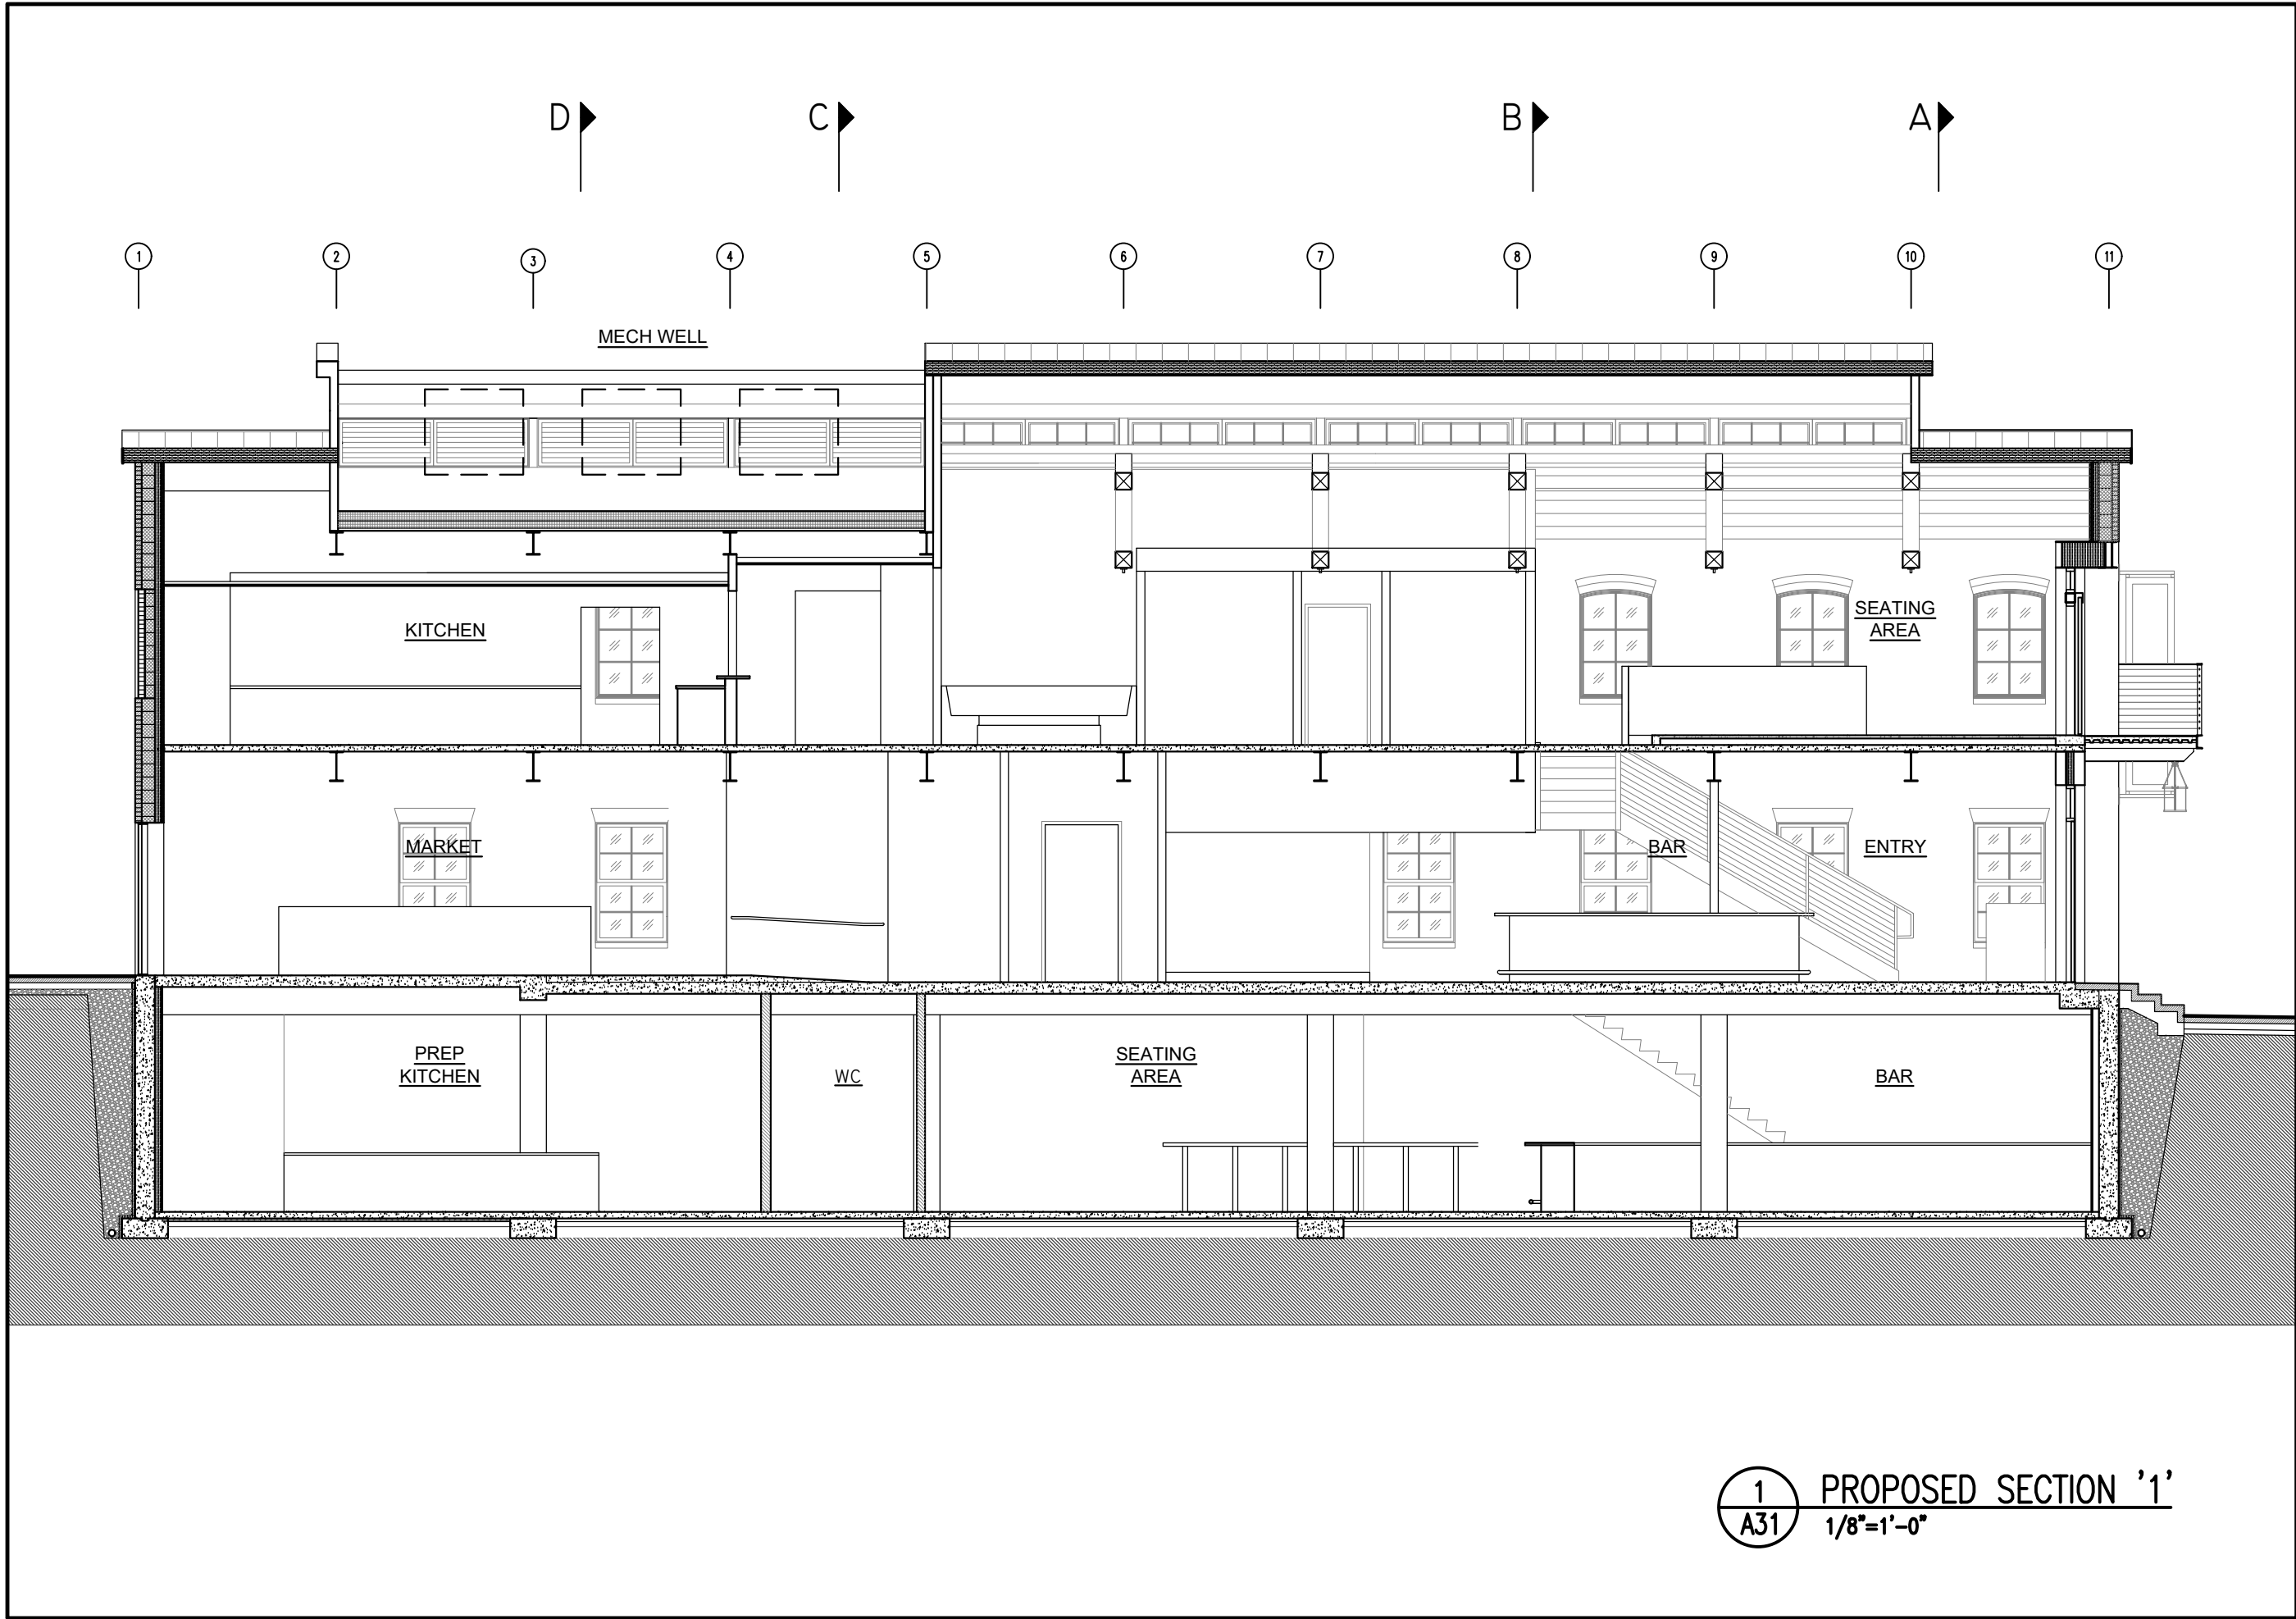 D
C
B
A
1
2
3
4
5
6
7
8
9
10
11
MECH WELL
KITCHEN
SEATING
AREA
MARKET
BAR
ENTRY
PREP
KITCHEN
WC
SEATING
AREA
BAR
1
A31
PROPOSED SECTION '1'
1/8"=1'-0"